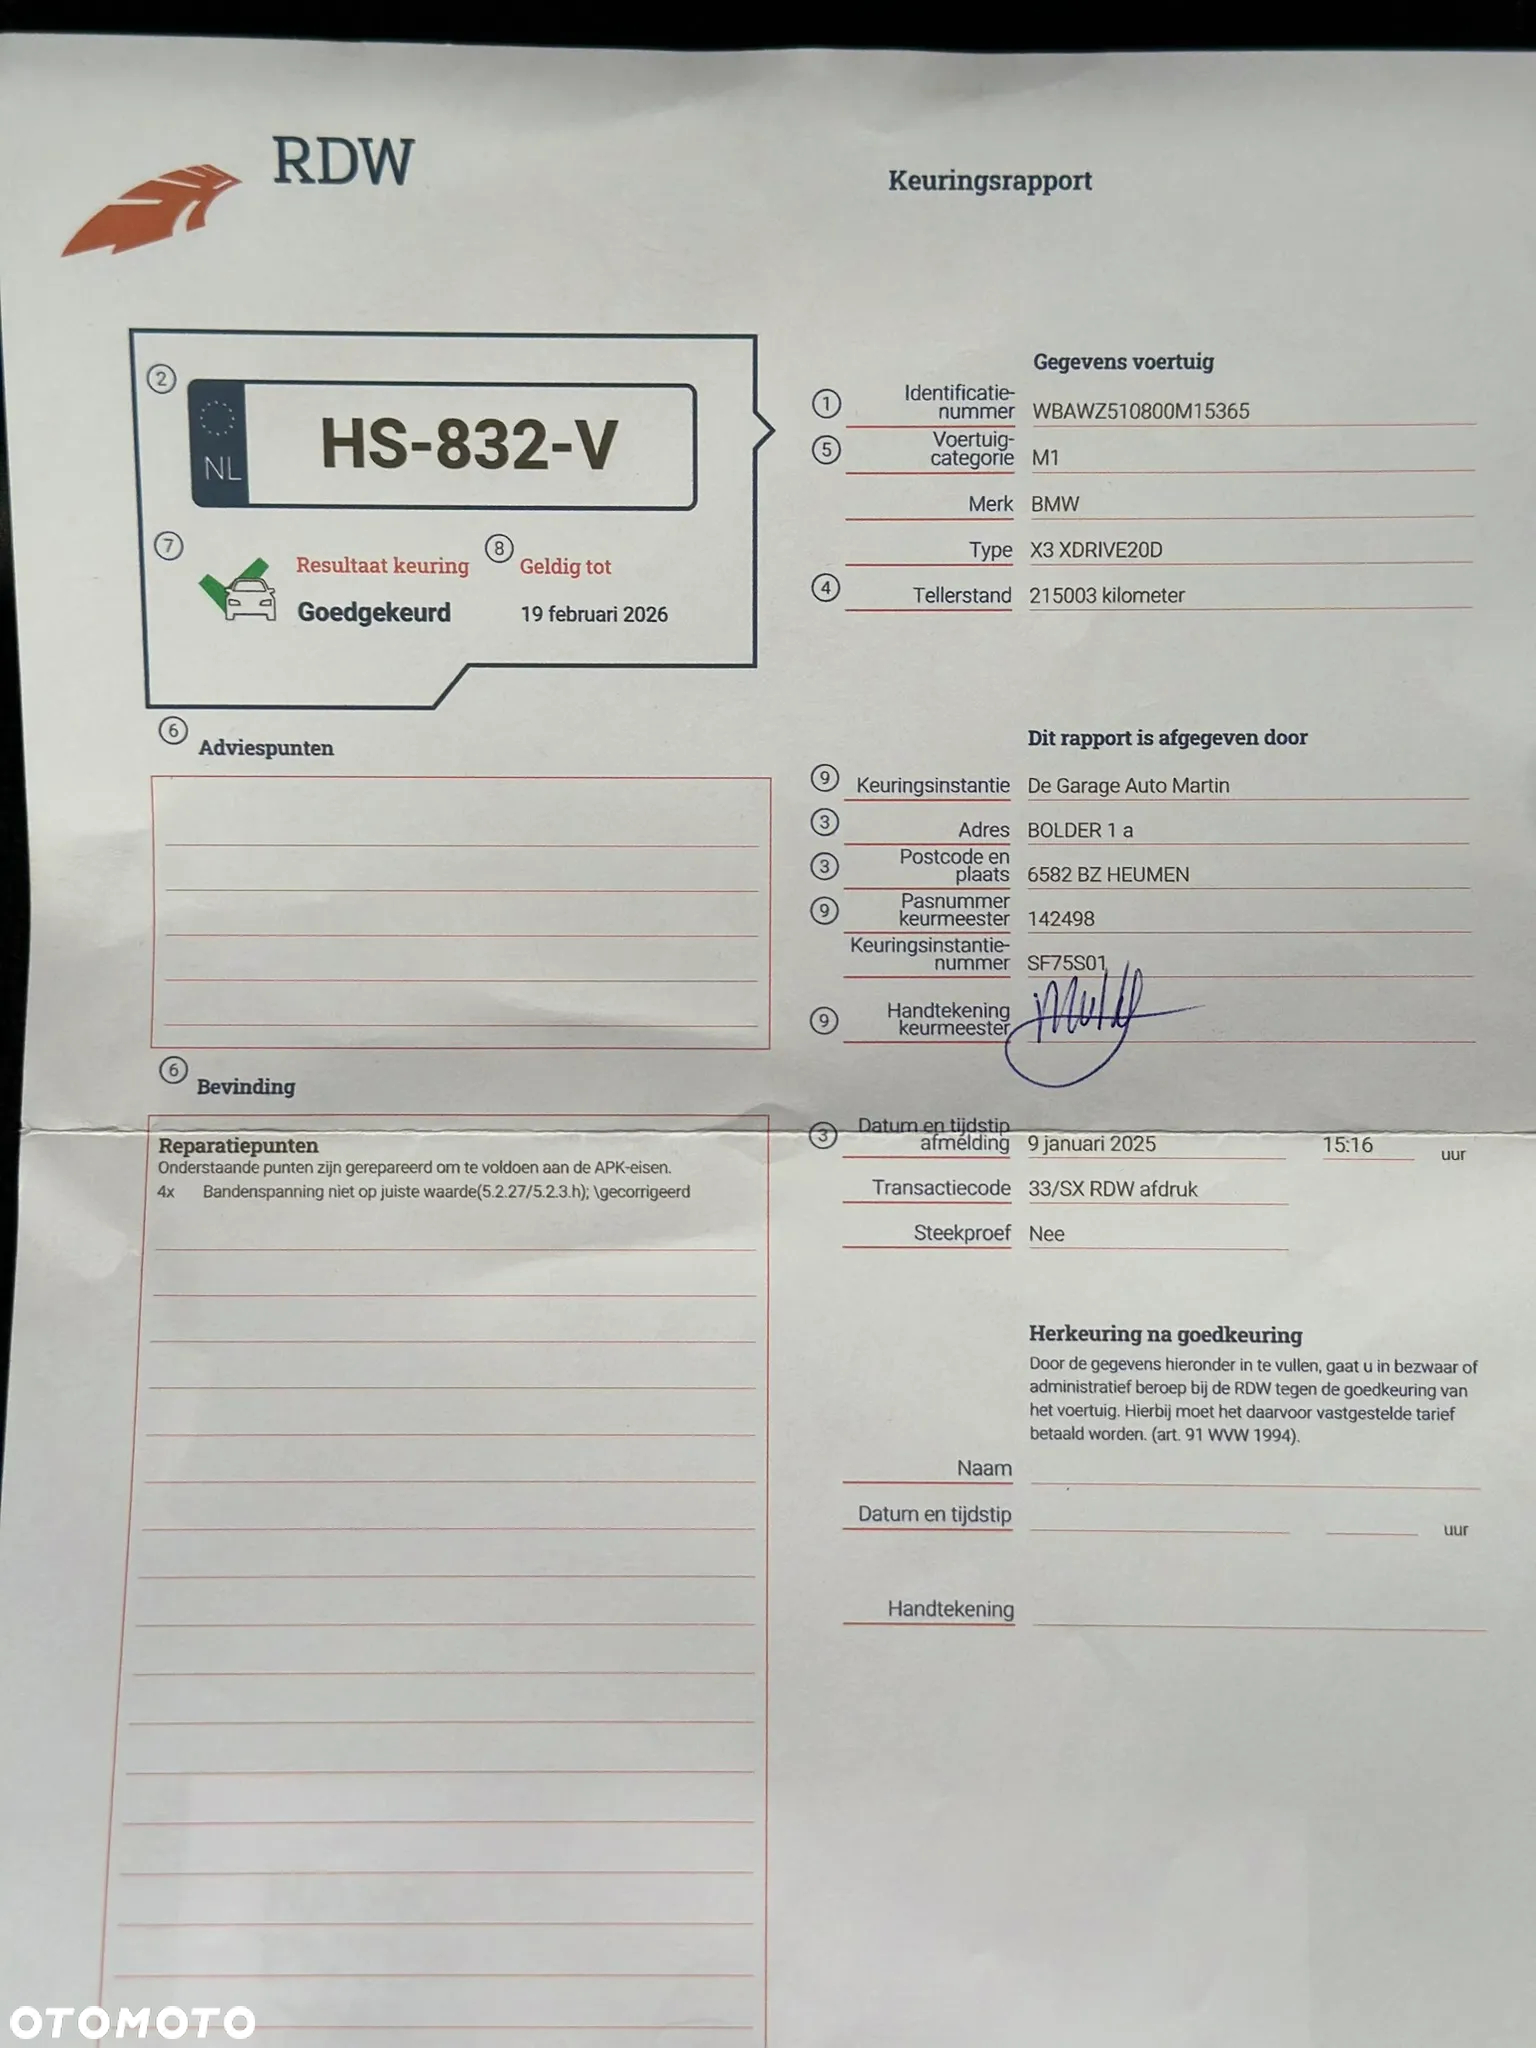 RDW
Keuringsrapport
2
NL
HS-832-V
7
Resultaat keuring
Goedgekeurd
8
Geldig tot
19 februari 2026
Gegevens voertuig
1 Identificatie-
nummer WBAWZ510800M15365
5 Voertuig-
categorie M1
Merk BMW
Type X3 XDRIVE20D
4 Tellerstand 215003 kilometer
6 Adviespunten
Dit rapport is afgegeven door
9 Keuringsinstantie De Garage Auto Martin
3 Adres BOLDER 1 a
3 Postcode en
plaats 6582 BZ HEUMEN
9 Pasnummer
keurmeester 142498
Keuringsinstantie-
nummer SF75S01
9 Handtekening
keurmeester
6 Bevinding
Reparatiepunten
Onderstaande punten zijn gerepareerd om te voldoen aan de APK-eisen.
4x Bandenspanning niet op juiste waarde(5.2.27/5.2.3.h); \gecorrigeerd
3 Datum en tijdstip
afmelding 9 januari 2025 15:16 uur
Transactiecode 33/SX RDW afdruk
Steekproef Nee
Herkeuring na goedkeuring
Door de gegevens hieronder in te vullen, gaat u in bezwaar of
administratief beroep bij de RDW tegen de goedkeuring van
het voertuig. Hierbij moet het daarvoor vastgestelde tarief
betaald worden. (art. 91 WVW 1994).
Naam
Datum en tijdstip uur
Handtekening
OTOMOTO